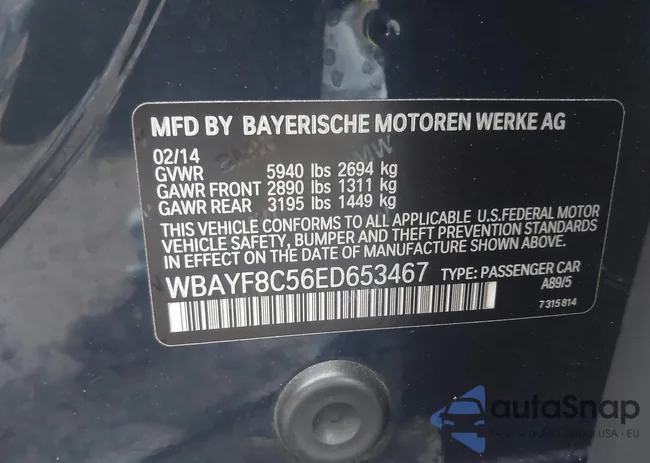 MFD BY BAYERISCHE MOTOREN WERKE AG
02/14
GVWR 5940 lbs 2694 kg
GAWR FRONT 2890 lbs 1311 kg
GAWR REAR 3195 lbs 1449 kg
THIS VEHICLE CONFORMS TO ALL APPLICABLE U.S.FEDERAL MOTOR
VEHICLE SAFETY, BUMPER AND THEFT PREVENTION STANDARDS
IN EFFECT ON THE DATE OF MANUFACTURE SHOWN ABOVE.
WBAYF8C56ED653467 TYPE: PASSENGER CAR
A89/5
7 315 814
autoSnap